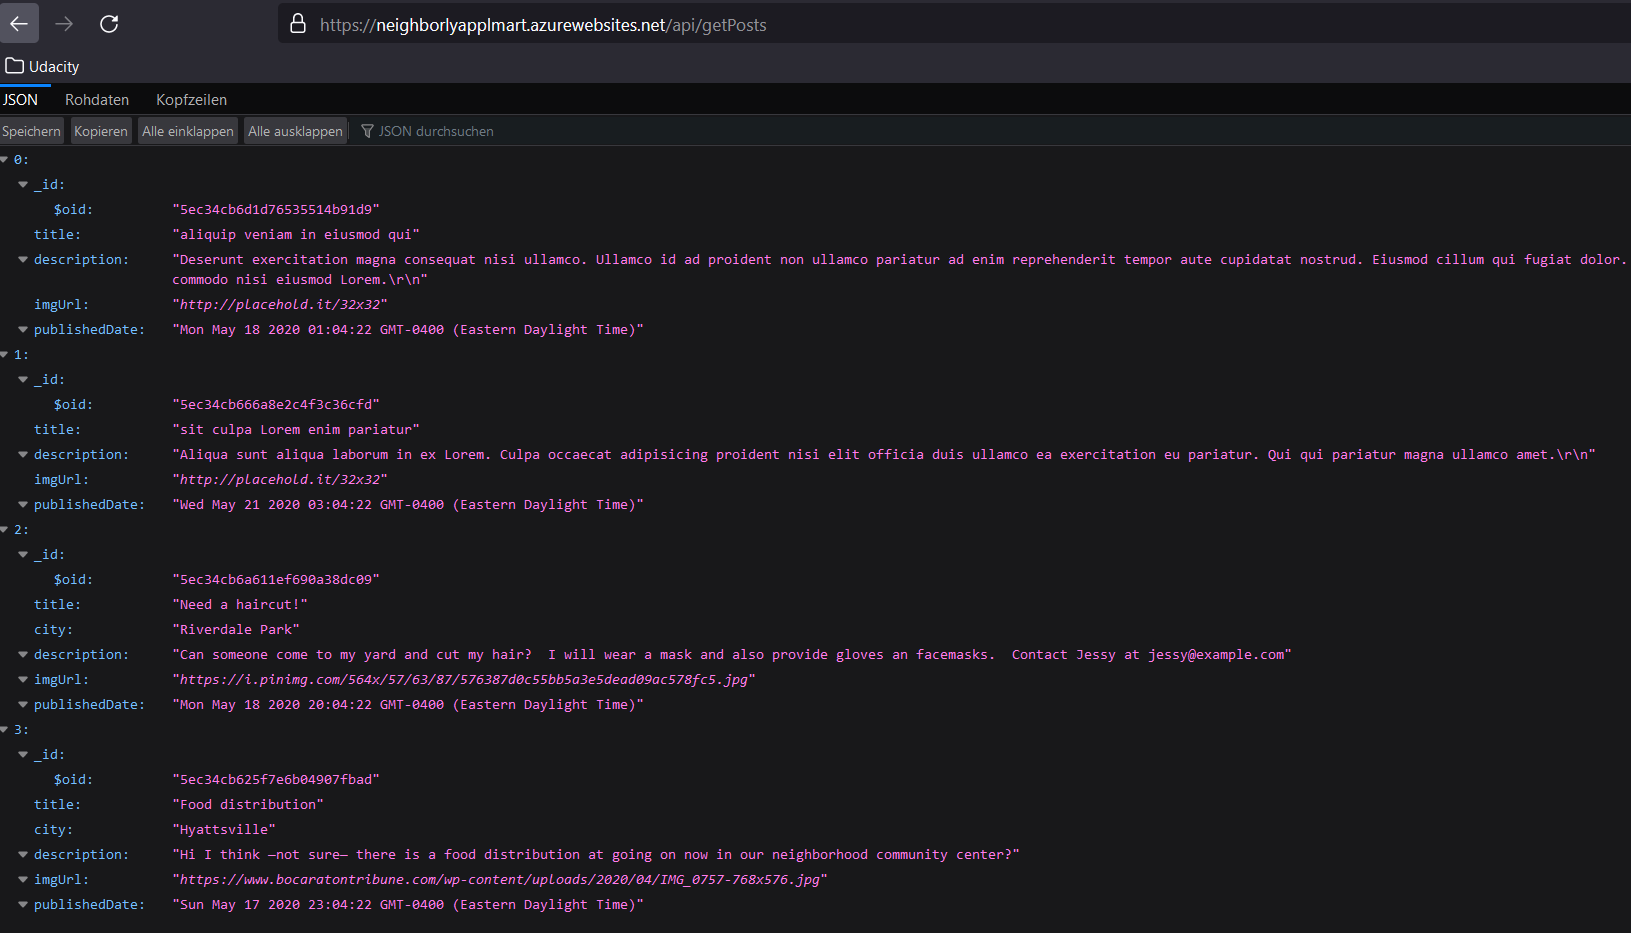 https://neighborlyapplmart.azurewebsites.net/api/getPosts
Udacity
JSON Rohdaten Kopfzeilen
Speichern Kopieren Alle einklappen Alle ausklappen JSON durchsuchen
0:
_id:
$oid: "5ec34cb6d1d76535514b91d9"
title: "aliquip veniam in eiusmod qui"
description: "Deserunt exercitation magna consequat nisi ullamco. Ullamco id ad proident non ullamco pariatur ad enim reprehenderit tempor aute cupidatat nostrud. Eiusmod cillum qui fugiat dolor.
commodo nisi eiusmod Lorem.\r\n"
imgUrl: "http://placehold.it/32x32"
publishedDate: "Mon May 18 2020 01:04:22 GMT-0400 (Eastern Daylight Time)"
1:
_id:
$oid: "5ec34cb666a8e2c4f3c36cfd"
title: "sit culpa Lorem enim pariatur"
description: "Aliqua sunt aliqua laborum in ex Lorem. Culpa occaecat adipisicing proident nisi elit officia duis ullamco ea exercitation eu pariatur. Qui qui pariatur magna ullamco amet.\r\n"
imgUrl: "http://placehold.it/32x32"
publishedDate: "Wed May 21 2020 03:04:22 GMT-0400 (Eastern Daylight Time)"
2:
_id:
$oid: "5ec34cb6a611ef690a38dc09"
title: "Need a haircut!"
city: "Riverdale Park"
description: "Can someone come to my yard and cut my hair?  I will wear a mask and also provide gloves an facemasks.  Contact Jessy at jessy@example.com"
imgUrl: "https://i.pinimg.com/564x/57/63/87/576387d0c55bb5a3e5dead09ac578fc5.jpg"
publishedDate: "Mon May 18 2020 20:04:22 GMT-0400 (Eastern Daylight Time)"
3:
_id:
$oid: "5ec34cb625f7e6b04907fbad"
title: "Food distribution"
city: "Hyattsville"
description: "Hi I think —not sure— there is a food distribution at going on now in our neighborhood community center?"
imgUrl: "https://www.bocaratontribune.com/wp-content/uploads/2020/04/IMG_0757-768x576.jpg"
publishedDate: "Sun May 17 2020 23:04:22 GMT-0400 (Eastern Daylight Time)"